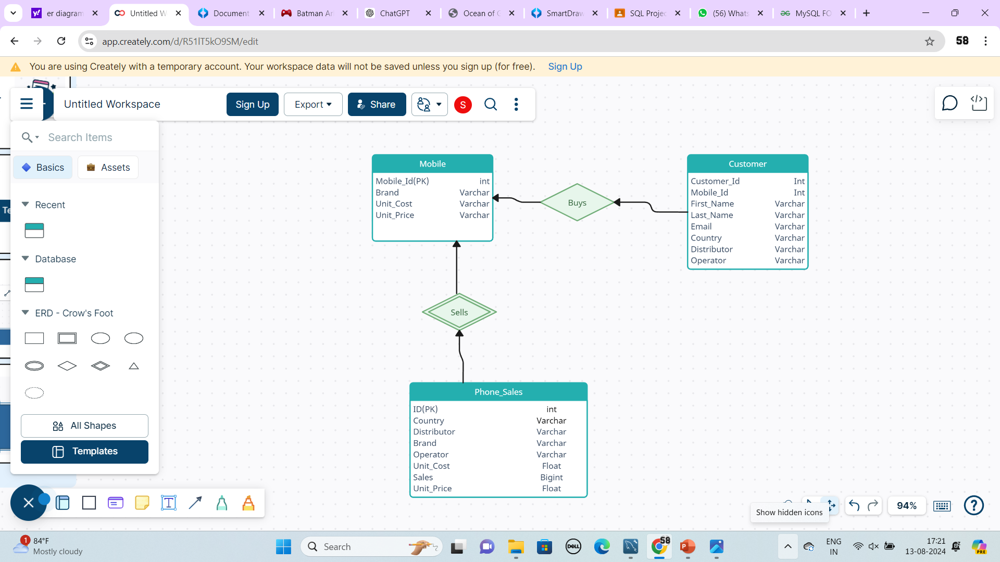 er diagram
Untitled W
Document
Batman Ar
ChatGPT
Ocean of G
SmartDraw
SQL Projec
(56) Whats
MySQL FO
app.creately.com/d/R51lT5kO9SM/edit
58
You are using Creately with a temporary account. Your workspace data will not be saved unless you sign up (for free). Sign Up
Untitled Workspace
Sign Up
Export
Share
S
Search Items
Basics
Assets
Te
Recent
Database
ERD - Crow's Foot
All Shapes
Templates
Mobile
Mobile_Id(PK) int
Brand Varchar
Unit_Cost Varchar
Unit_Price Varchar
Buys
Customer
Customer_Id Int
Mobile_Id Int
First_Name Varchar
Last_Name Varchar
Email Varchar
Country Varchar
Distributor Varchar
Operator Varchar
Sells
Phone_Sales
ID(PK) int
Country Varchar
Distributor Varchar
Brand Varchar
Operator Varchar
Unit_Cost Float
Sales Bigint
Unit_Price Float
T
Show hidden icons
94%
?
1
84°F
Mostly cloudy
Search
DELL
58
P
ENG
IN
17:21
13-08-2024
PRE